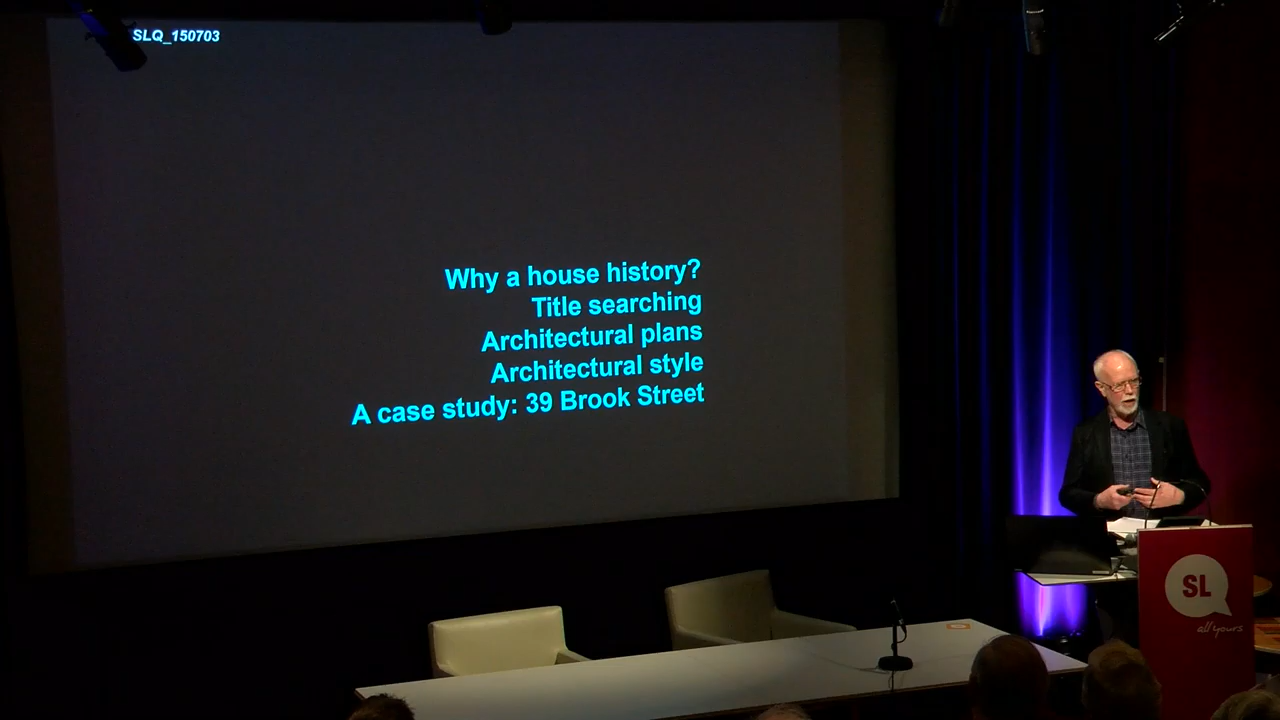 SLQ_150703
Why a house history?
Title searching
Architectural plans
Architectural style
A case study: 39 Brook Street
SL
all yours